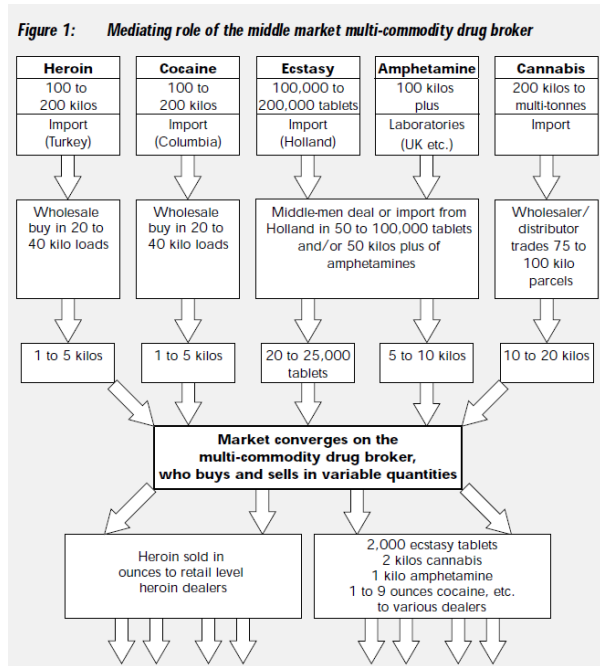 Figure 1: Mediating role of the middle market multi-commodity drug broker
Heroin
100 to
200 kilos
Import
(Turkey)
Cocaine
100 to
200 kilos
Import
(Columbia)
Ecstasy
100,000 to
200,000 tablets
Import
(Holland)
Amphetamine
100 kilos
plus
Laboratories
(UK etc.)
Cannabis
200 kilos to
multi-tonnes
Import
Wholesale
buy in 20 to
40 kilo loads
Wholesale
buy in 20 to
40 kilo loads
Middle-men deal or import from
Holland in 50 to 100,000 tablets
and/or 50 kilos plus of
amphetamines
Wholesaler/
distributor
trades 75 to
100 kilo
parcels
1 to 5 kilos
1 to 5 kilos
20 to 25,000
tablets
5 to 10 kilos
10 to 20 kilos
Market converges on the
multi-commodity drug broker,
who buys and sells in variable quantities
Heroin sold in
ounces to retail level
heroin dealers
2,000 ecstasy tablets
2 kilos cannabis
1 kilo amphetamine
1 to 9 ounces cocaine, etc.
to various dealers